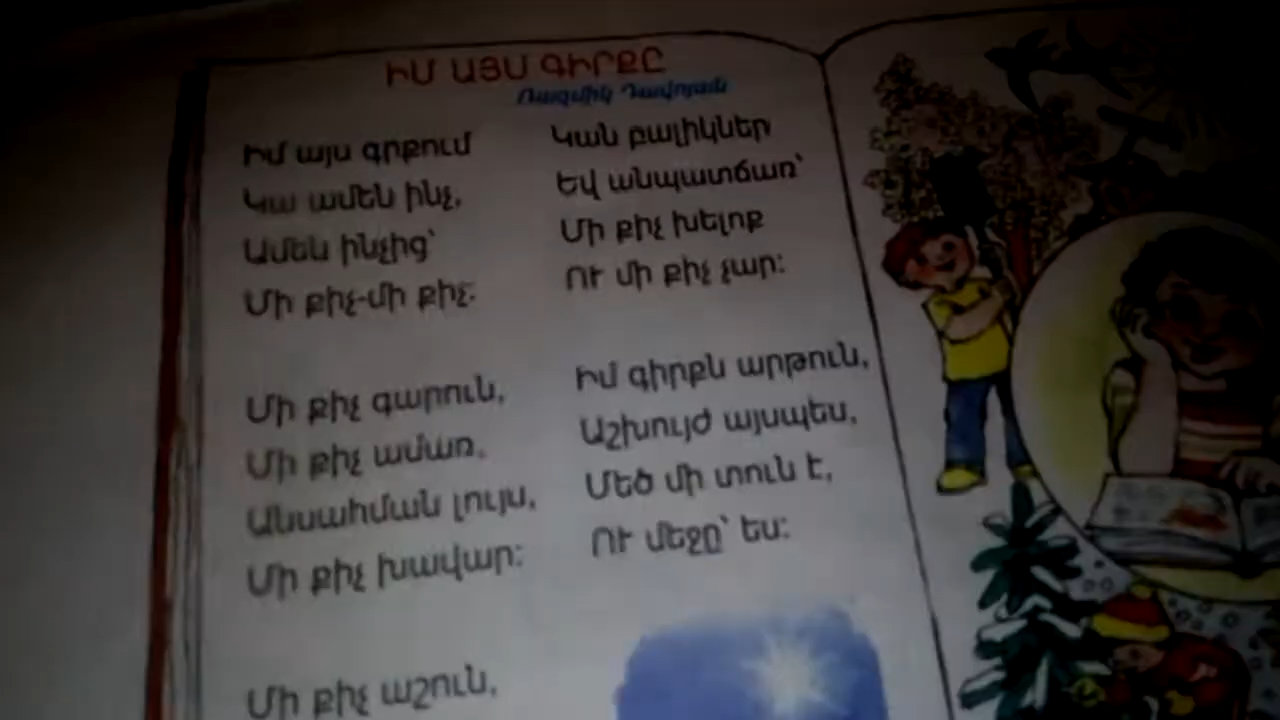 ԻՄ ԱՅՍ ԳԻՐՔԸ
Ռազմիկ Դավոյան
Իմ այս գրքում
Կա ամեն ինչ,
Ամեն ինչից՝
Մի քիչ-մի քիչ.
Մի քիչ գարուն,
Մի քիչ ամառ,
Անսահման լույս,
Մի քիչ խավար:
Մի քիչ աշուն,
Կան բալիկներ
Եվ անպատճառ՝
Մի քիչ խելոք
ՈՒ մի քիչ չար:
Իմ գիրքն արթուն,
Աշխույժ այսպես,
Մեծ մի տուն է,
ՈՒ մեջը՝ ես: